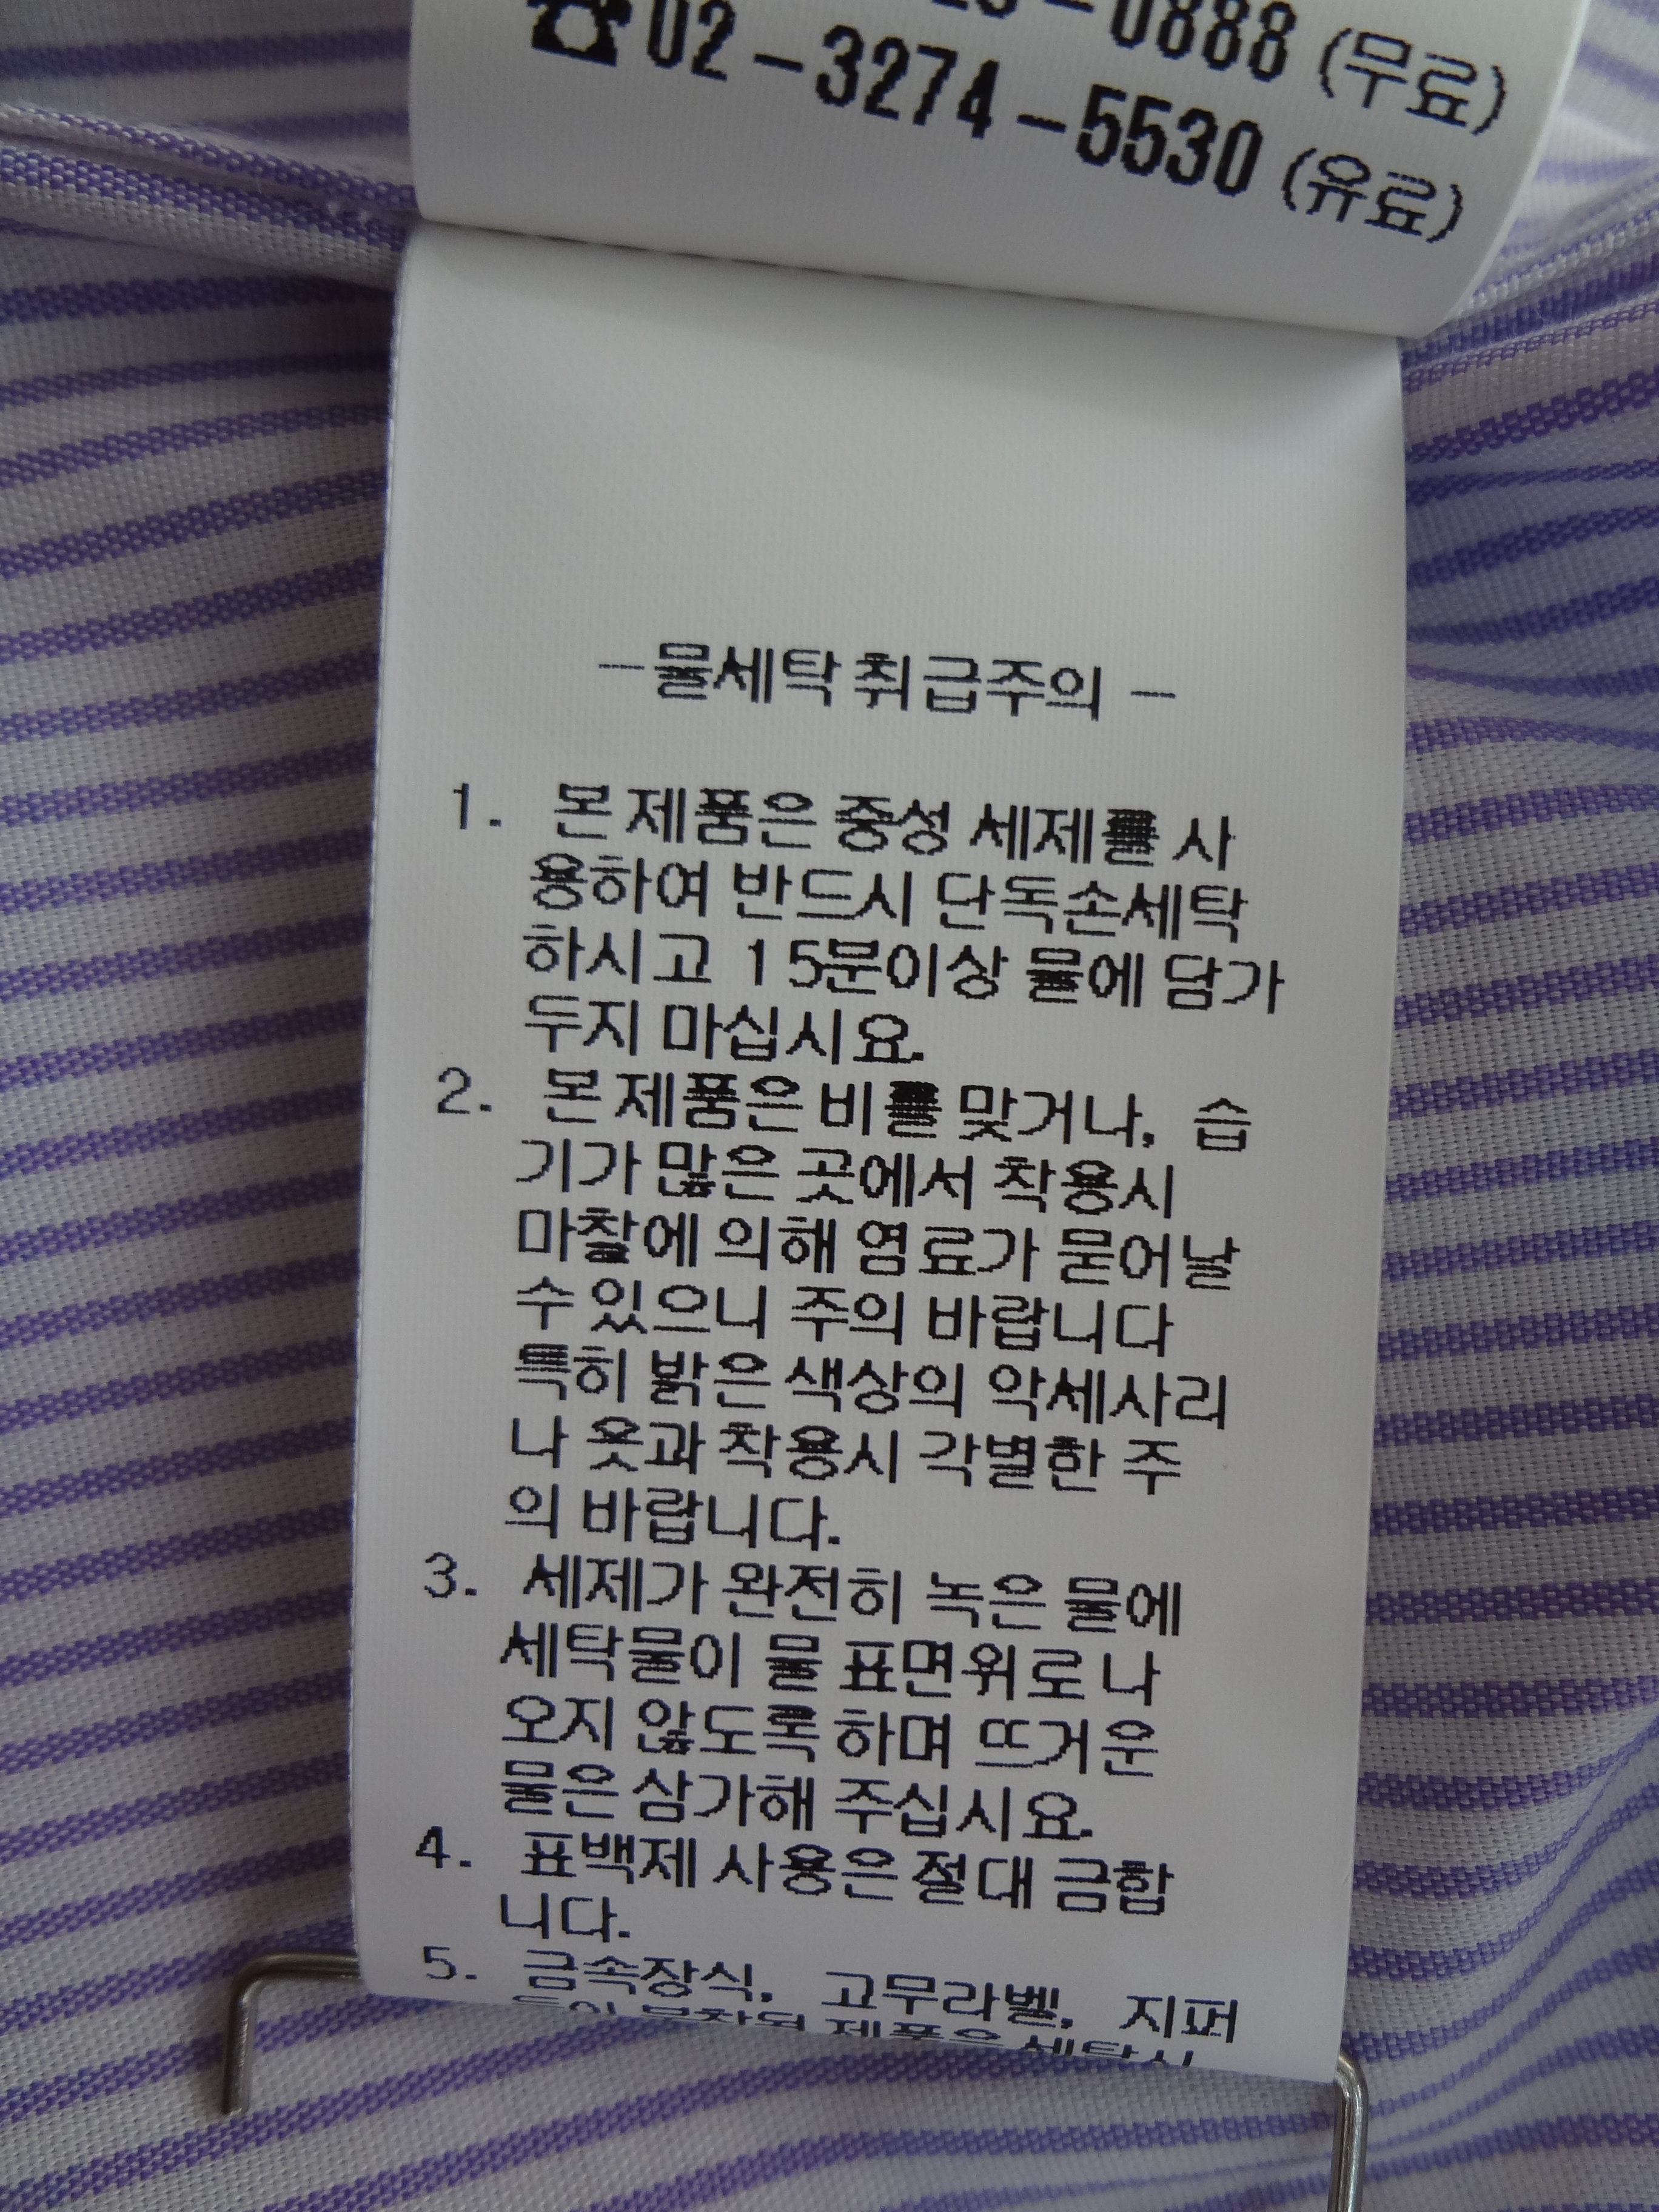 -0888 (무료)
☎02-3274-5530 (유료)
-물세탁 취급주의-
1. 본 제품은 중성 세제를 사
용하여 반드시 단독손세탁
하시고 15분이상 물에 담가
두지 마십시요.
2. 본 제품은 비를 맞거나, 습
기가 많은 곳에서 착용시
마찰에 의해 염료가 묻어날
수 있으니 주의 바랍니다
특히 밝은 색상의 악세사리
나 옷과 착용시 각별한 주
의 바랍니다.
3. 세제가 완전히 녹은 물에
세탁물이 물 표면위로 나
오지 않도록 하며 뜨거운
물은 삼가해 주십시요.
4. 표백제 사용은 절대 금합
니다.
5. 금속장식, 고무라벨, 지퍼
제품은 세탁시